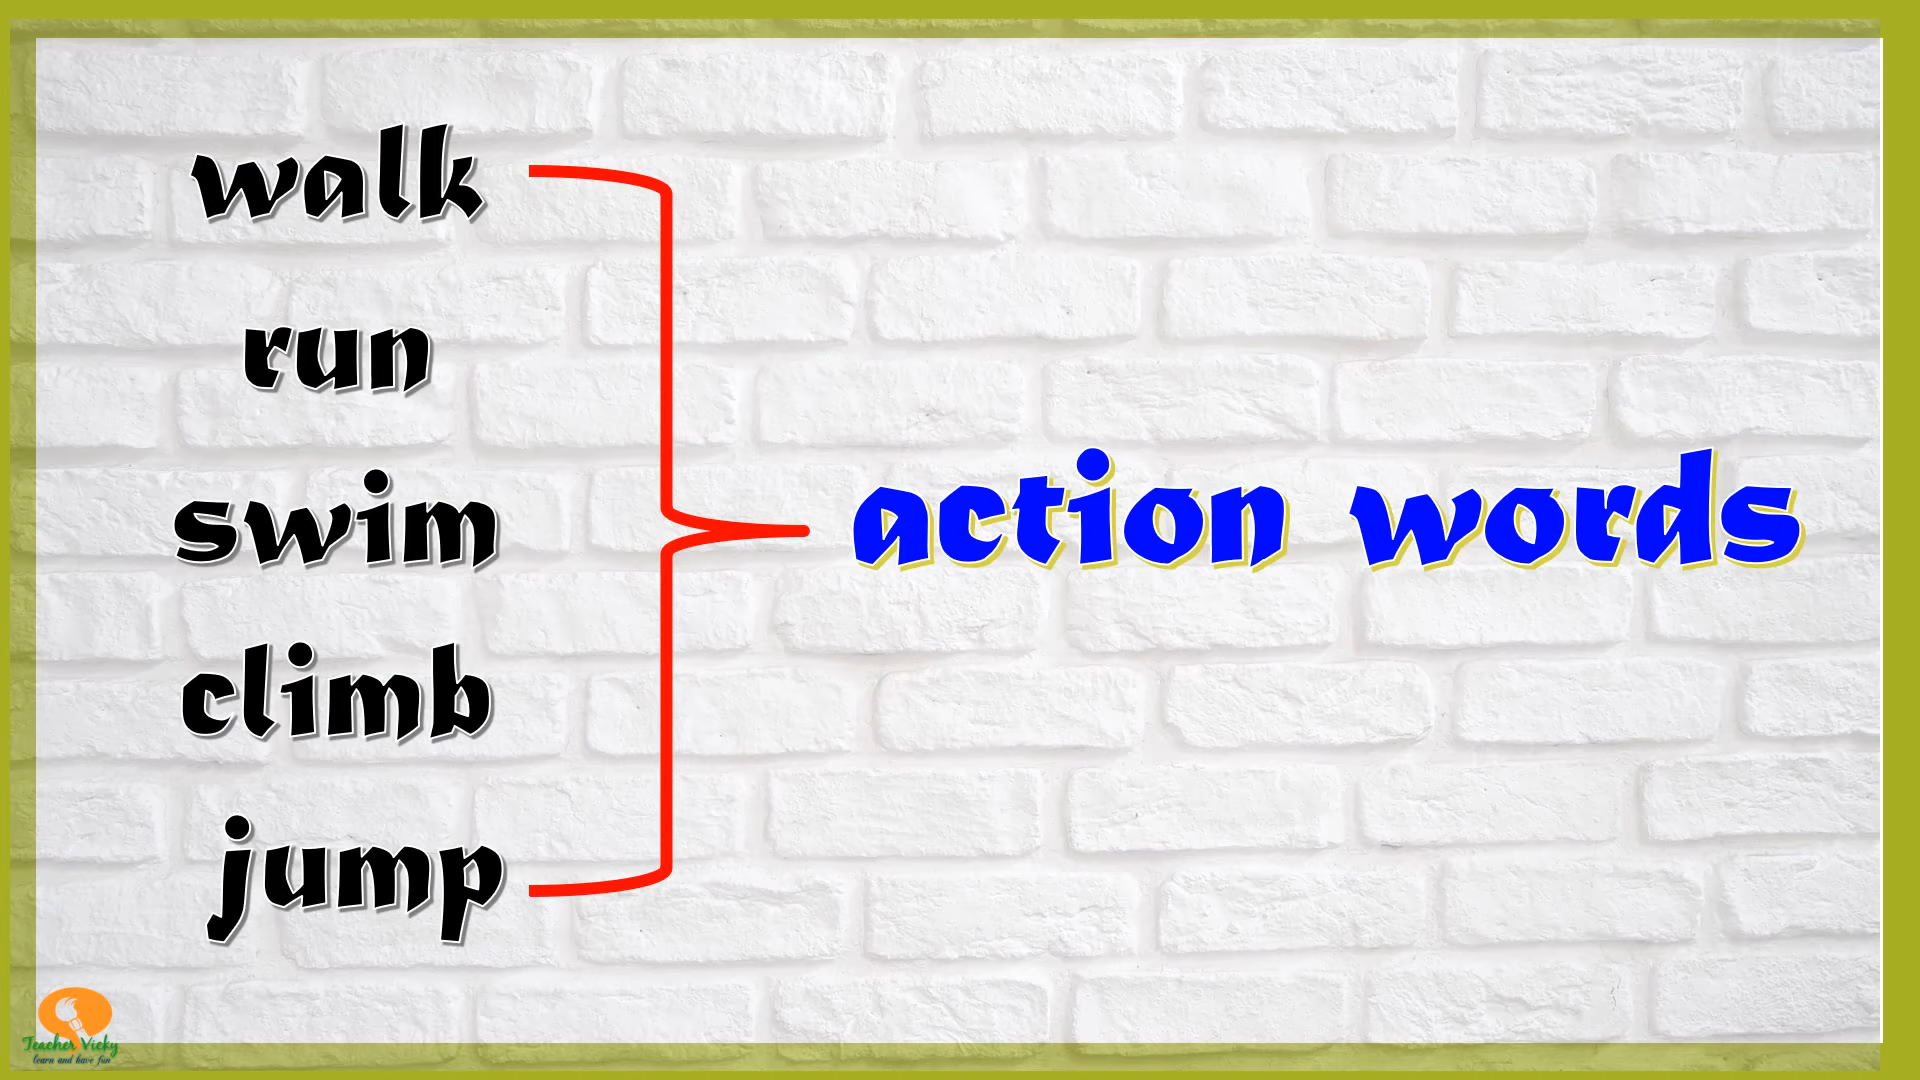 walk
run
swim
climb
jump
action words
Teacher Vicky
learn and have fun